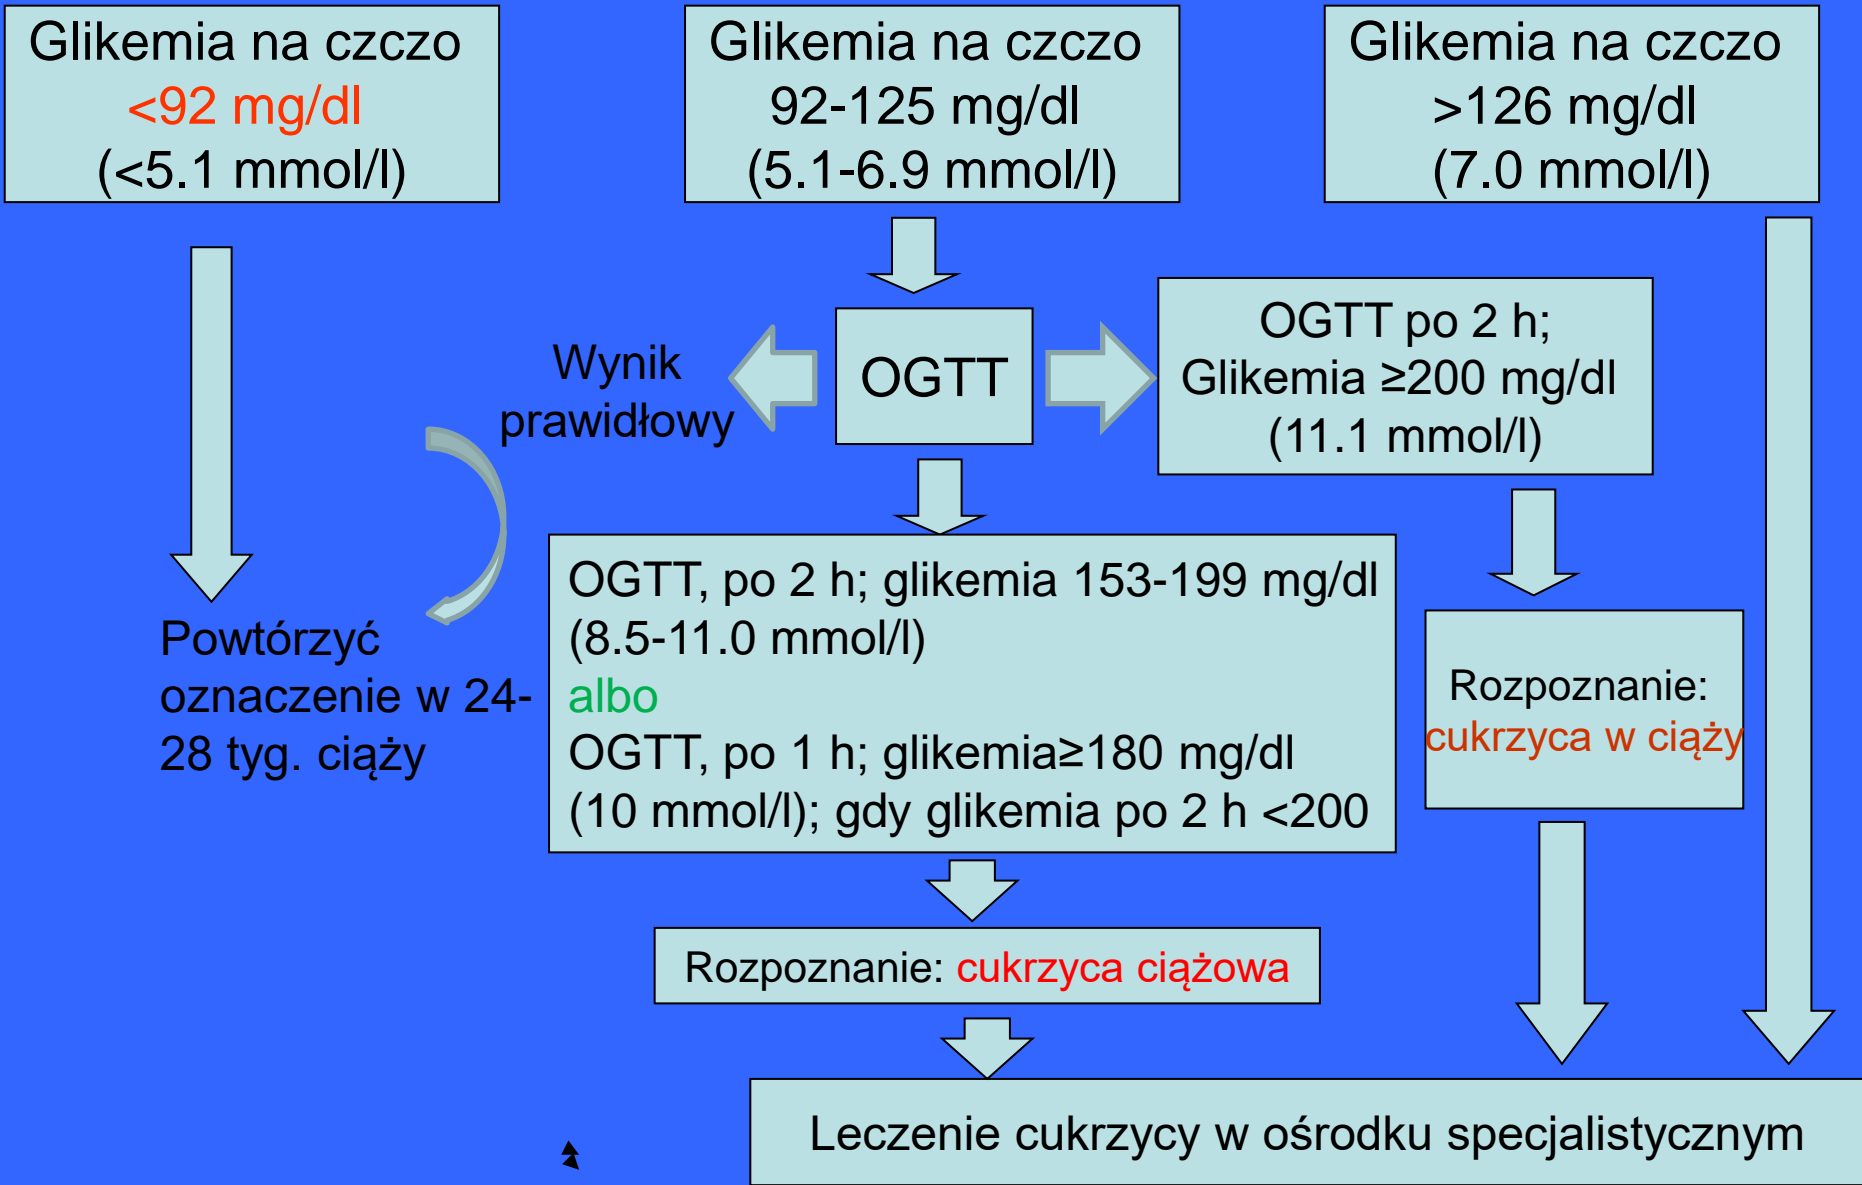 Glikemia na czczo
<92 mg/dl
(<5.1 mmol/l)
Glikemia na czczo
92-125 mg/dl
(5.1-6.9 mmol/l)
Glikemia na czczo
>126 mg/dl
(7.0 mmol/l)
Wynik
prawidłowy
OGTT
OGTT po 2 h;
Glikemia ≥200 mg/dl
(11.1 mmol/l)
Powtórzyć
oznaczenie w 24-
28 tyg. ciąży
OGTT, po 2 h; glikemia 153-199 mg/dl
(8.5-11.0 mmol/l)
albo
OGTT, po 1 h; glikemia≥180 mg/dl
(10 mmol/l); gdy glikemia po 2 h <200
Rozpoznanie:
cukrzyca w ciąży
Rozpoznanie: cukrzyca ciążowa
Leczenie cukrzycy w ośrodku specjalistycznym